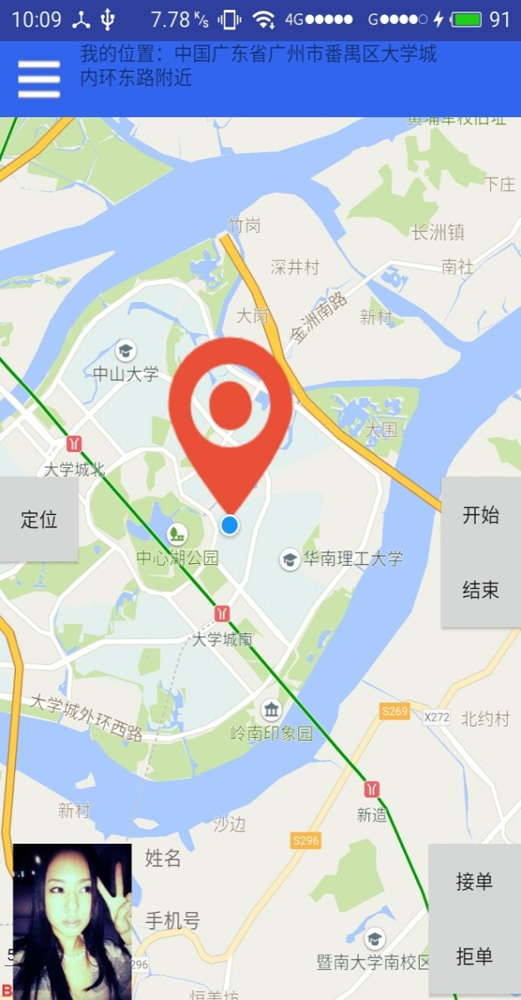 10:09 7.78 K/s 4G G 91
我的位置：中国广东省广州市番禺区大学城
内环东路附近
黄埔军校旧址
下庄
竹岗
长洲镇
深井村
南社
金洲南路
大岗
新村
中山大学
大围
大学城北
定位
开始
中心湖公园
华南理工大学
结束
大学城南
大学城外环西路
S269
X272
北约村
岭南印象园
新村
新造
沙边
S296
姓名
接单
手机号
暨南大学南校区
拒单
5
296
B
恒美坊